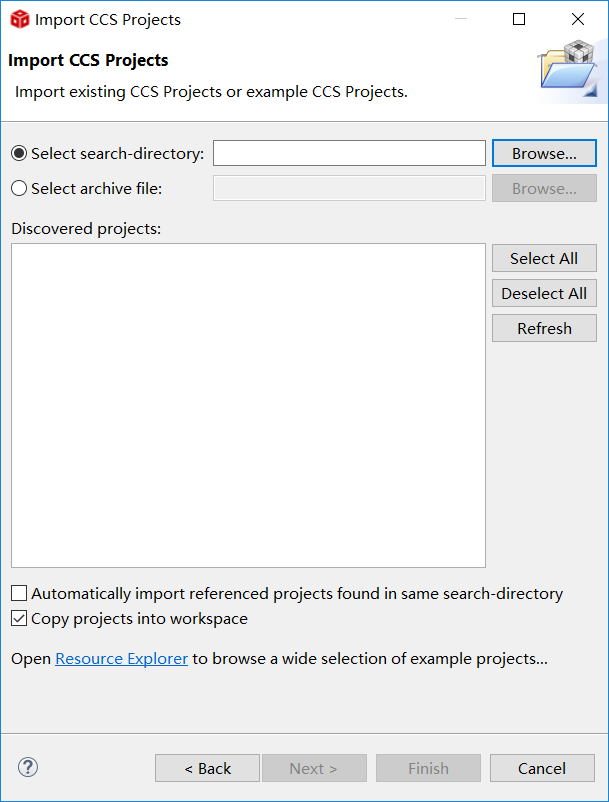 Import CCS Projects
Import CCS Projects
Import existing CCS Projects or example CCS Projects.
Select search-directory: Browse...
Select archive file: Browse...
Discovered projects:
Select All
Deselect All
Refresh
Automatically import referenced projects found in same search-directory
Copy projects into workspace
Open Resource Explorer to browse a wide selection of example projects...
? < Back Next > Finish Cancel